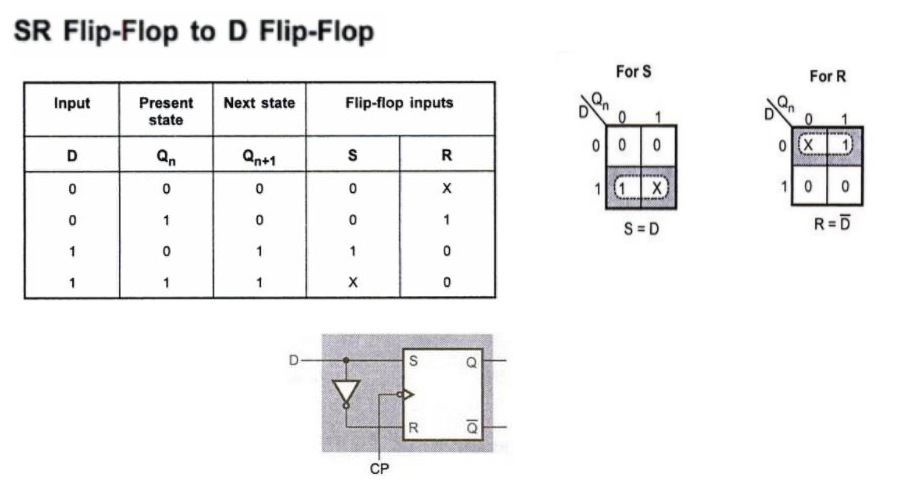 SR Flip-Flop to D Flip-Flop
Input Present state Next state Flip-flop inputs
D Qn Qn+1 S R
0 0 0 0 X
0 1 0 0 1
1 0 1 1 0
1 1 1 X 0
For S
D Qn 0 1
0 0 0
1 1 X
S = D
For R
D Qn 0 1
0 X 1
1 0 0
R = D̅
D S Q
R Q̅
CP